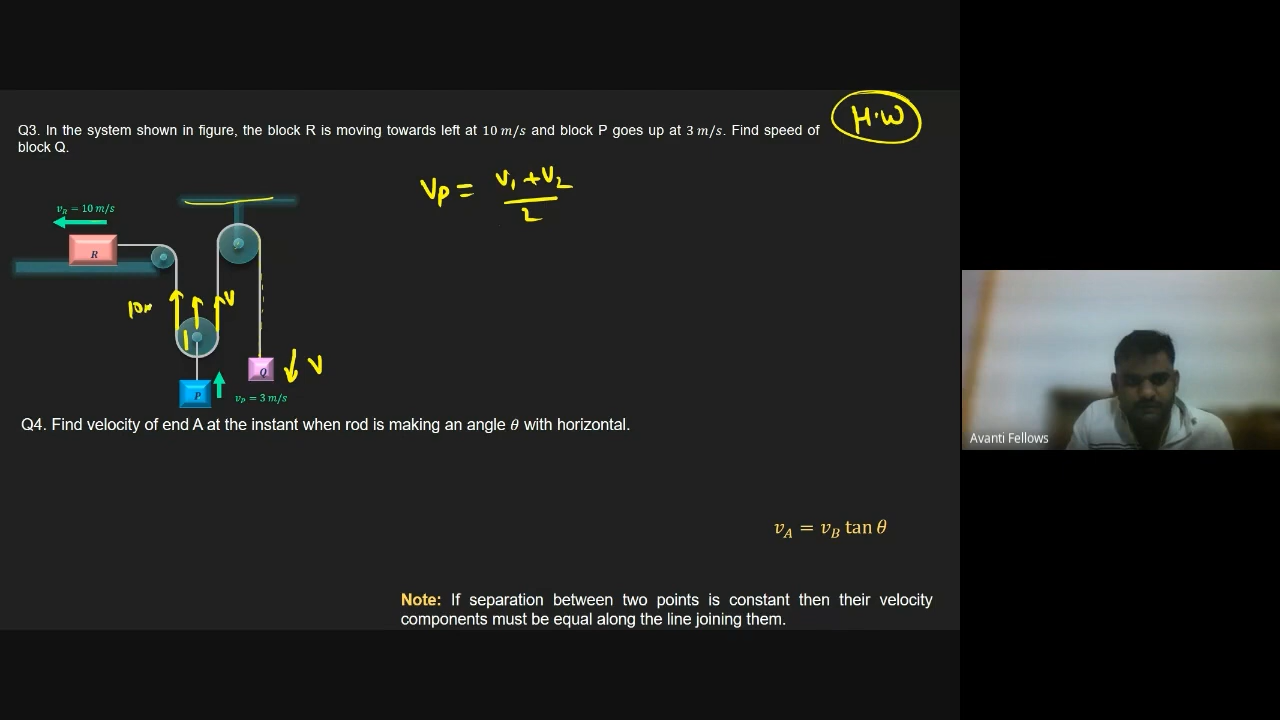 H.W
Q3. In the system shown in figure, the block R is moving towards left at 10 m/s and block P goes up at 3 m/s. Find speed of
block Q.
vP = v1 + v2 / 2
vR = 10 m/s
R
10m
V
Q
V
P
vP = 3 m/s
Q4. Find velocity of end A at the instant when rod is making an angle θ with horizontal.
Avanti Fellows
vA = vB tan θ
Note: If separation between two points is constant then their velocity
components must be equal along the line joining them.